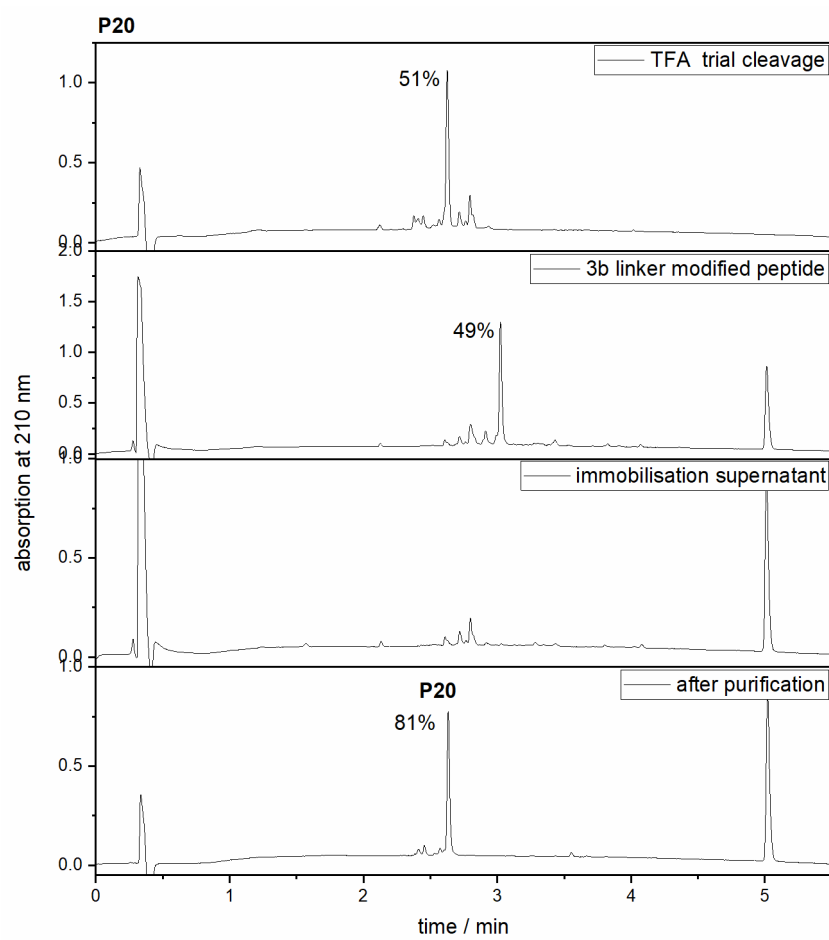 P20
TFA trial cleavage
1.0
51%
0.5
0.0
2.0
3b linker modified peptide
1.5
1.0
49%
0.5
0.0
1.0
immobilisation supernatant
0.5
0.0
1.0
after purification
P20
81%
0.5
0.0
0 1 2 3 4 5
time / min
absorption at 210 nm